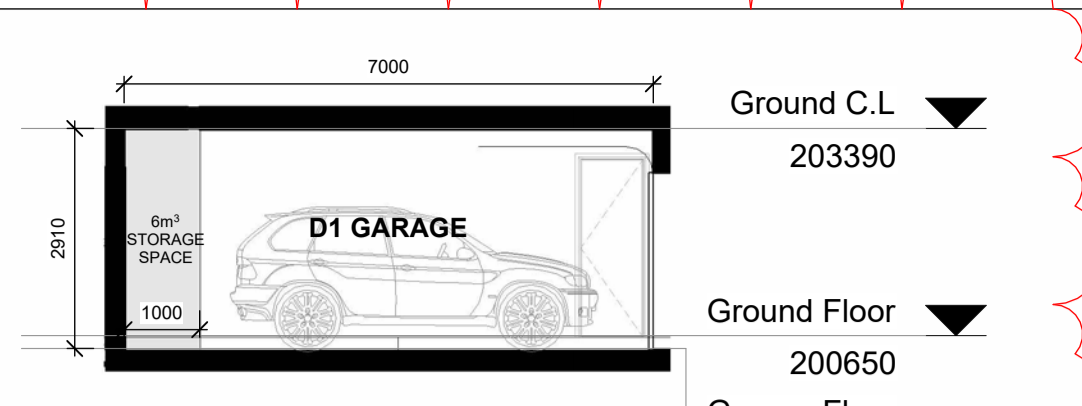 7000
Ground C.L
203390
2910
6m³
STORAGE
SPACE
D1 GARAGE
1000
Ground Floor
200650